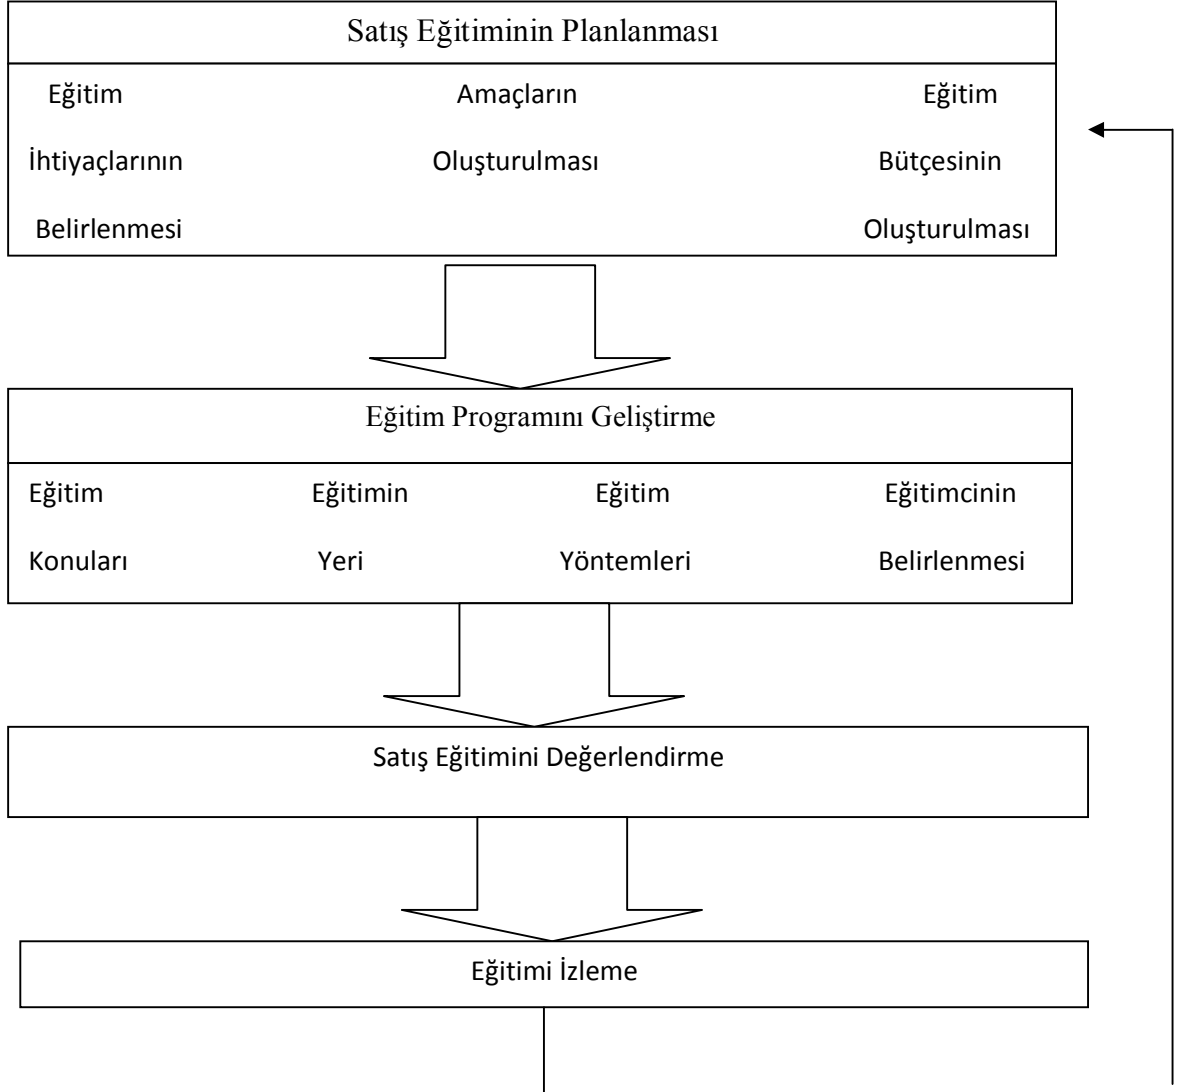 Satış Eğitiminin Planlanması
Eğitim Amaçların Eğitim
İhtiyaçlarının Oluşturulması Bütçesinin
Belirlenmesi Oluşturulması
Eğitim Programını Geliştirme
Eğitim Eğitimin Eğitim Eğitimcinin
Konuları Yeri Yöntemleri Belirlenmesi
Satış Eğitimini Değerlendirme
Eğitimi İzleme